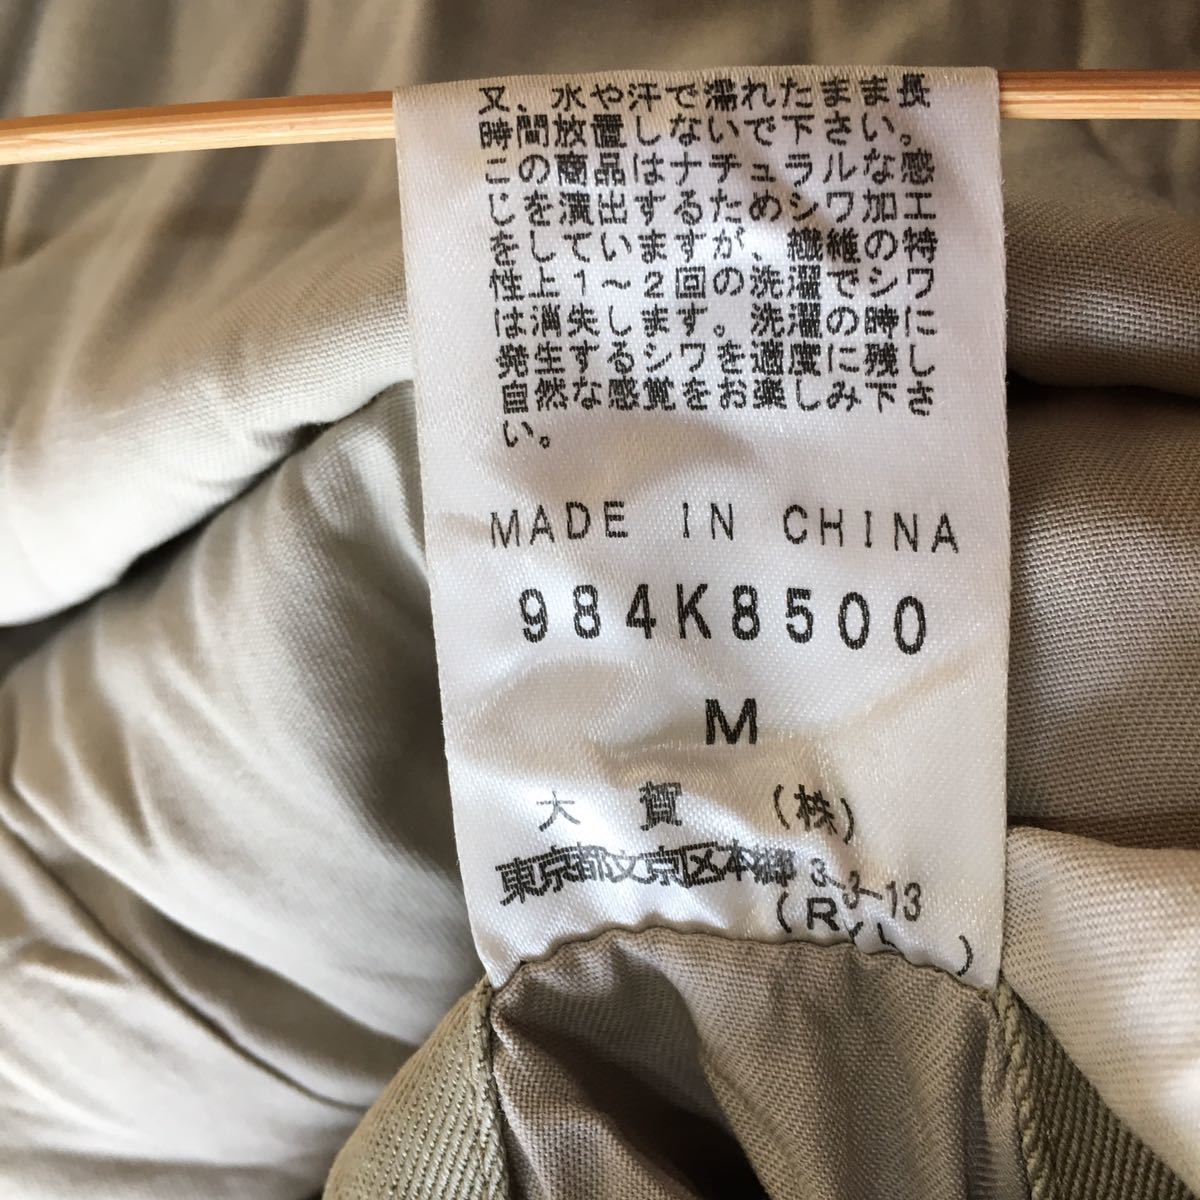 又、水や汗で濡れたまま長
時間放置しないで下さい。
この商品はナチュラルな感
じを演出するためシワ加工
をしていますが、繊維の特
性上1~2回の洗濯でシワ
は消失します。洗濯の時に
発生するシワを適度に残し
自然な感覚をお楽しみ下さ
い。
MADE IN CHINA
984K8500
M
大賀(株)
東京都文京区本郷3-3-13